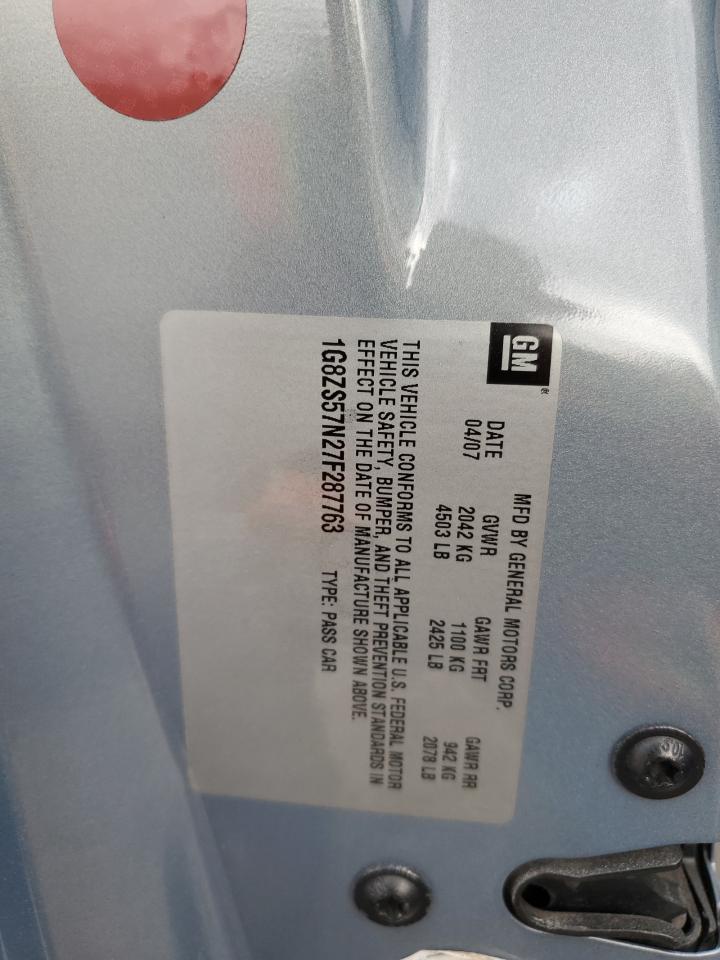 GM®
MFD BY GENERAL MOTORS CORP.
DATE GVWR GAWR FRT GAWR RR
04/07 2042 KG 1100 KG 942 KG
4503 LB 2425 LB 2078 LB
THIS VEHICLE CONFORMS TO ALL APPLICABLE U.S. FEDERAL MOTOR
VEHICLE SAFETY, BUMPER, AND THEFT PREVENTION STANDARDS IN
EFFECT ON THE DATE OF MANUFACTURE SHOWN ABOVE.
1G8ZS57N27F287763 TYPE: PASS CAR